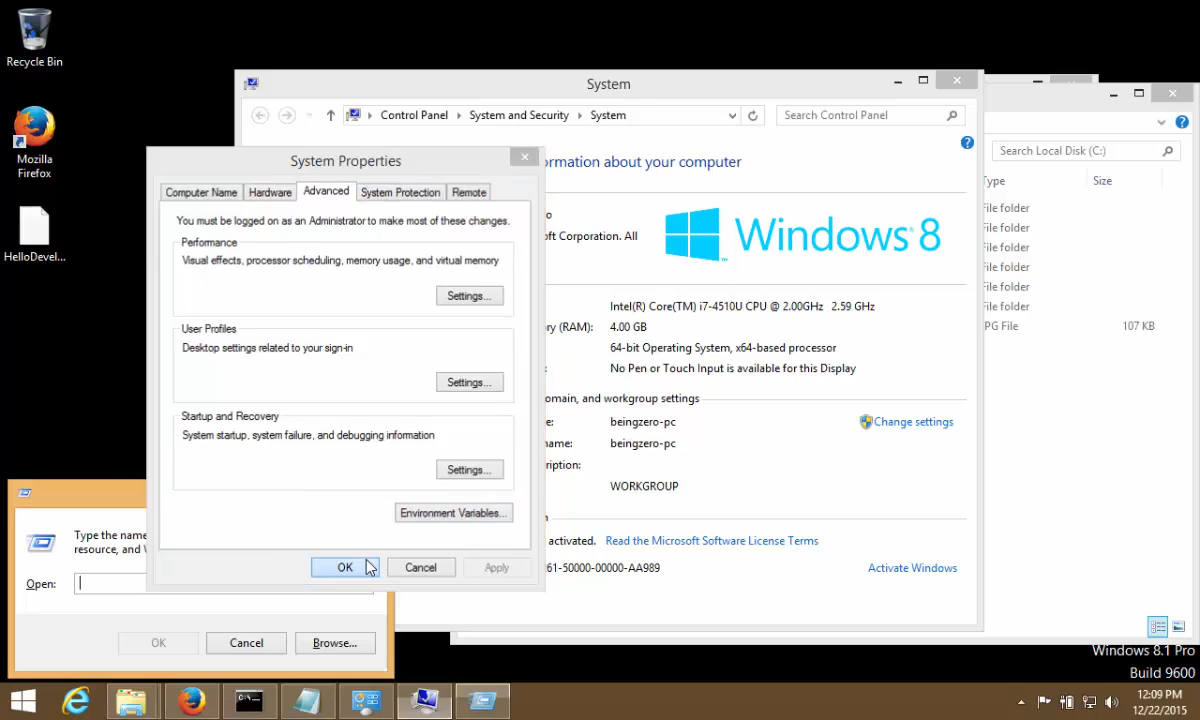 Recycle Bin
Mozilla
Firefox
HelloDevel...
System
Control Panel
System and Security
System
Search Control Panel
Search Local Disk (C:)
Type
Size
File folder
File folder
File folder
File folder
File folder
File folder
PG File
107 KB
ormation about your computer
o
oft Corporation. All
Windows 8
Intel(R) Core(TM) i7-4510U CPU @ 2.00GHz 2.59 GHz
ry (RAM):
4.00 GB
64-bit Operating System, x64-based processor
No Pen or Touch Input is available for this Display
omain, and workgroup settings
e:
beingzero-pc
Change settings
name:
beingzero-pc
ription:
WORKGROUP
n
activated.
Read the Microsoft Software License Terms
61-50000-00000-AA989
Activate Windows
System Properties
Computer Name
Hardware
Advanced
System Protection
Remote
You must be logged on as an Administrator to make most of these changes.
Performance
Visual effects, processor scheduling, memory usage, and virtual memory
Settings...
User Profiles
Desktop settings related to your sign-in
Settings...
Startup and Recovery
System startup, system failure, and debugging information
Settings...
Environment Variables...
OK
Cancel
Apply
Type the name
resource, and
Open:
OK
Cancel
Browse...
Windows 8.1 Pro
Build 9600
12:09 PM
12/22/2015